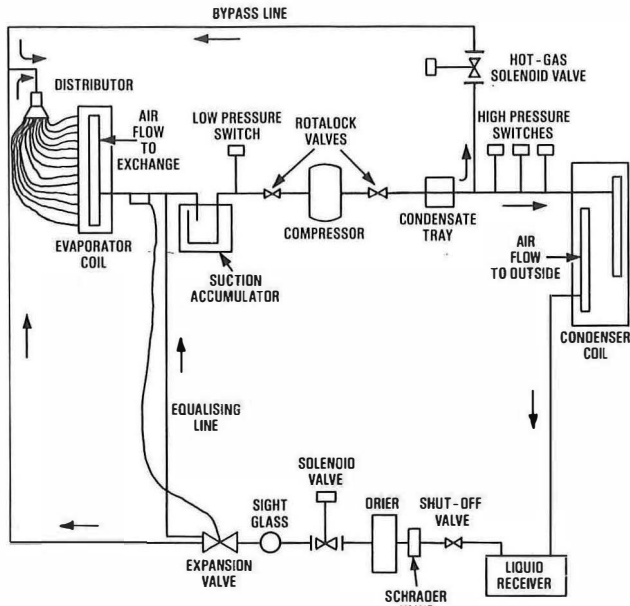 BYPASS LINE
HOT-GAS
SOLENOID VALVE
DISTRIBUTOR
AIR
FLOW
TO
EXCHANGE
LOW PRESSURE
SWITCH
ROTALOCK
VALVES
HIGH PRESSURE
SWITCHES
EVAPORATOR
COIL
COMPRESSOR
CONDENSATE
TRAY
SUCTION
ACCUMULATOR
AIR
FLOW
TO OUTSIDE
CONDENSER
COIL
EQUALISING
LINE
SOLENOID
VALVE
SIGHT
GLASS
DRIER
SHUT-OFF
VALVE
EXPANSION
VALVE
LIQUID
RECEIVER
SCHRADER